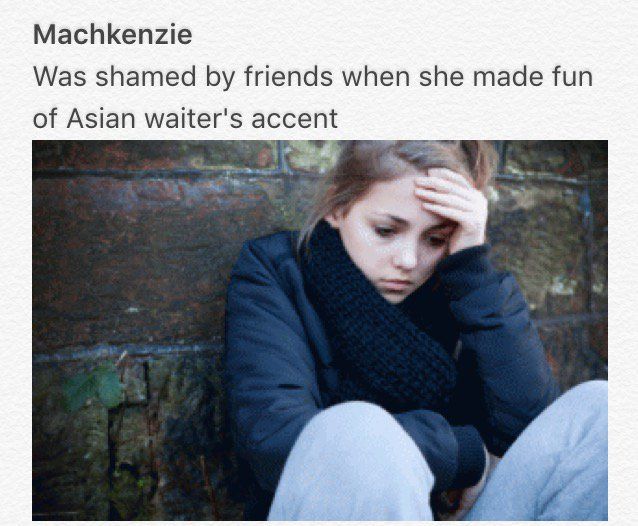 Machkenzie
Was shamed by friends when she made fun
of Asian waiter's accent